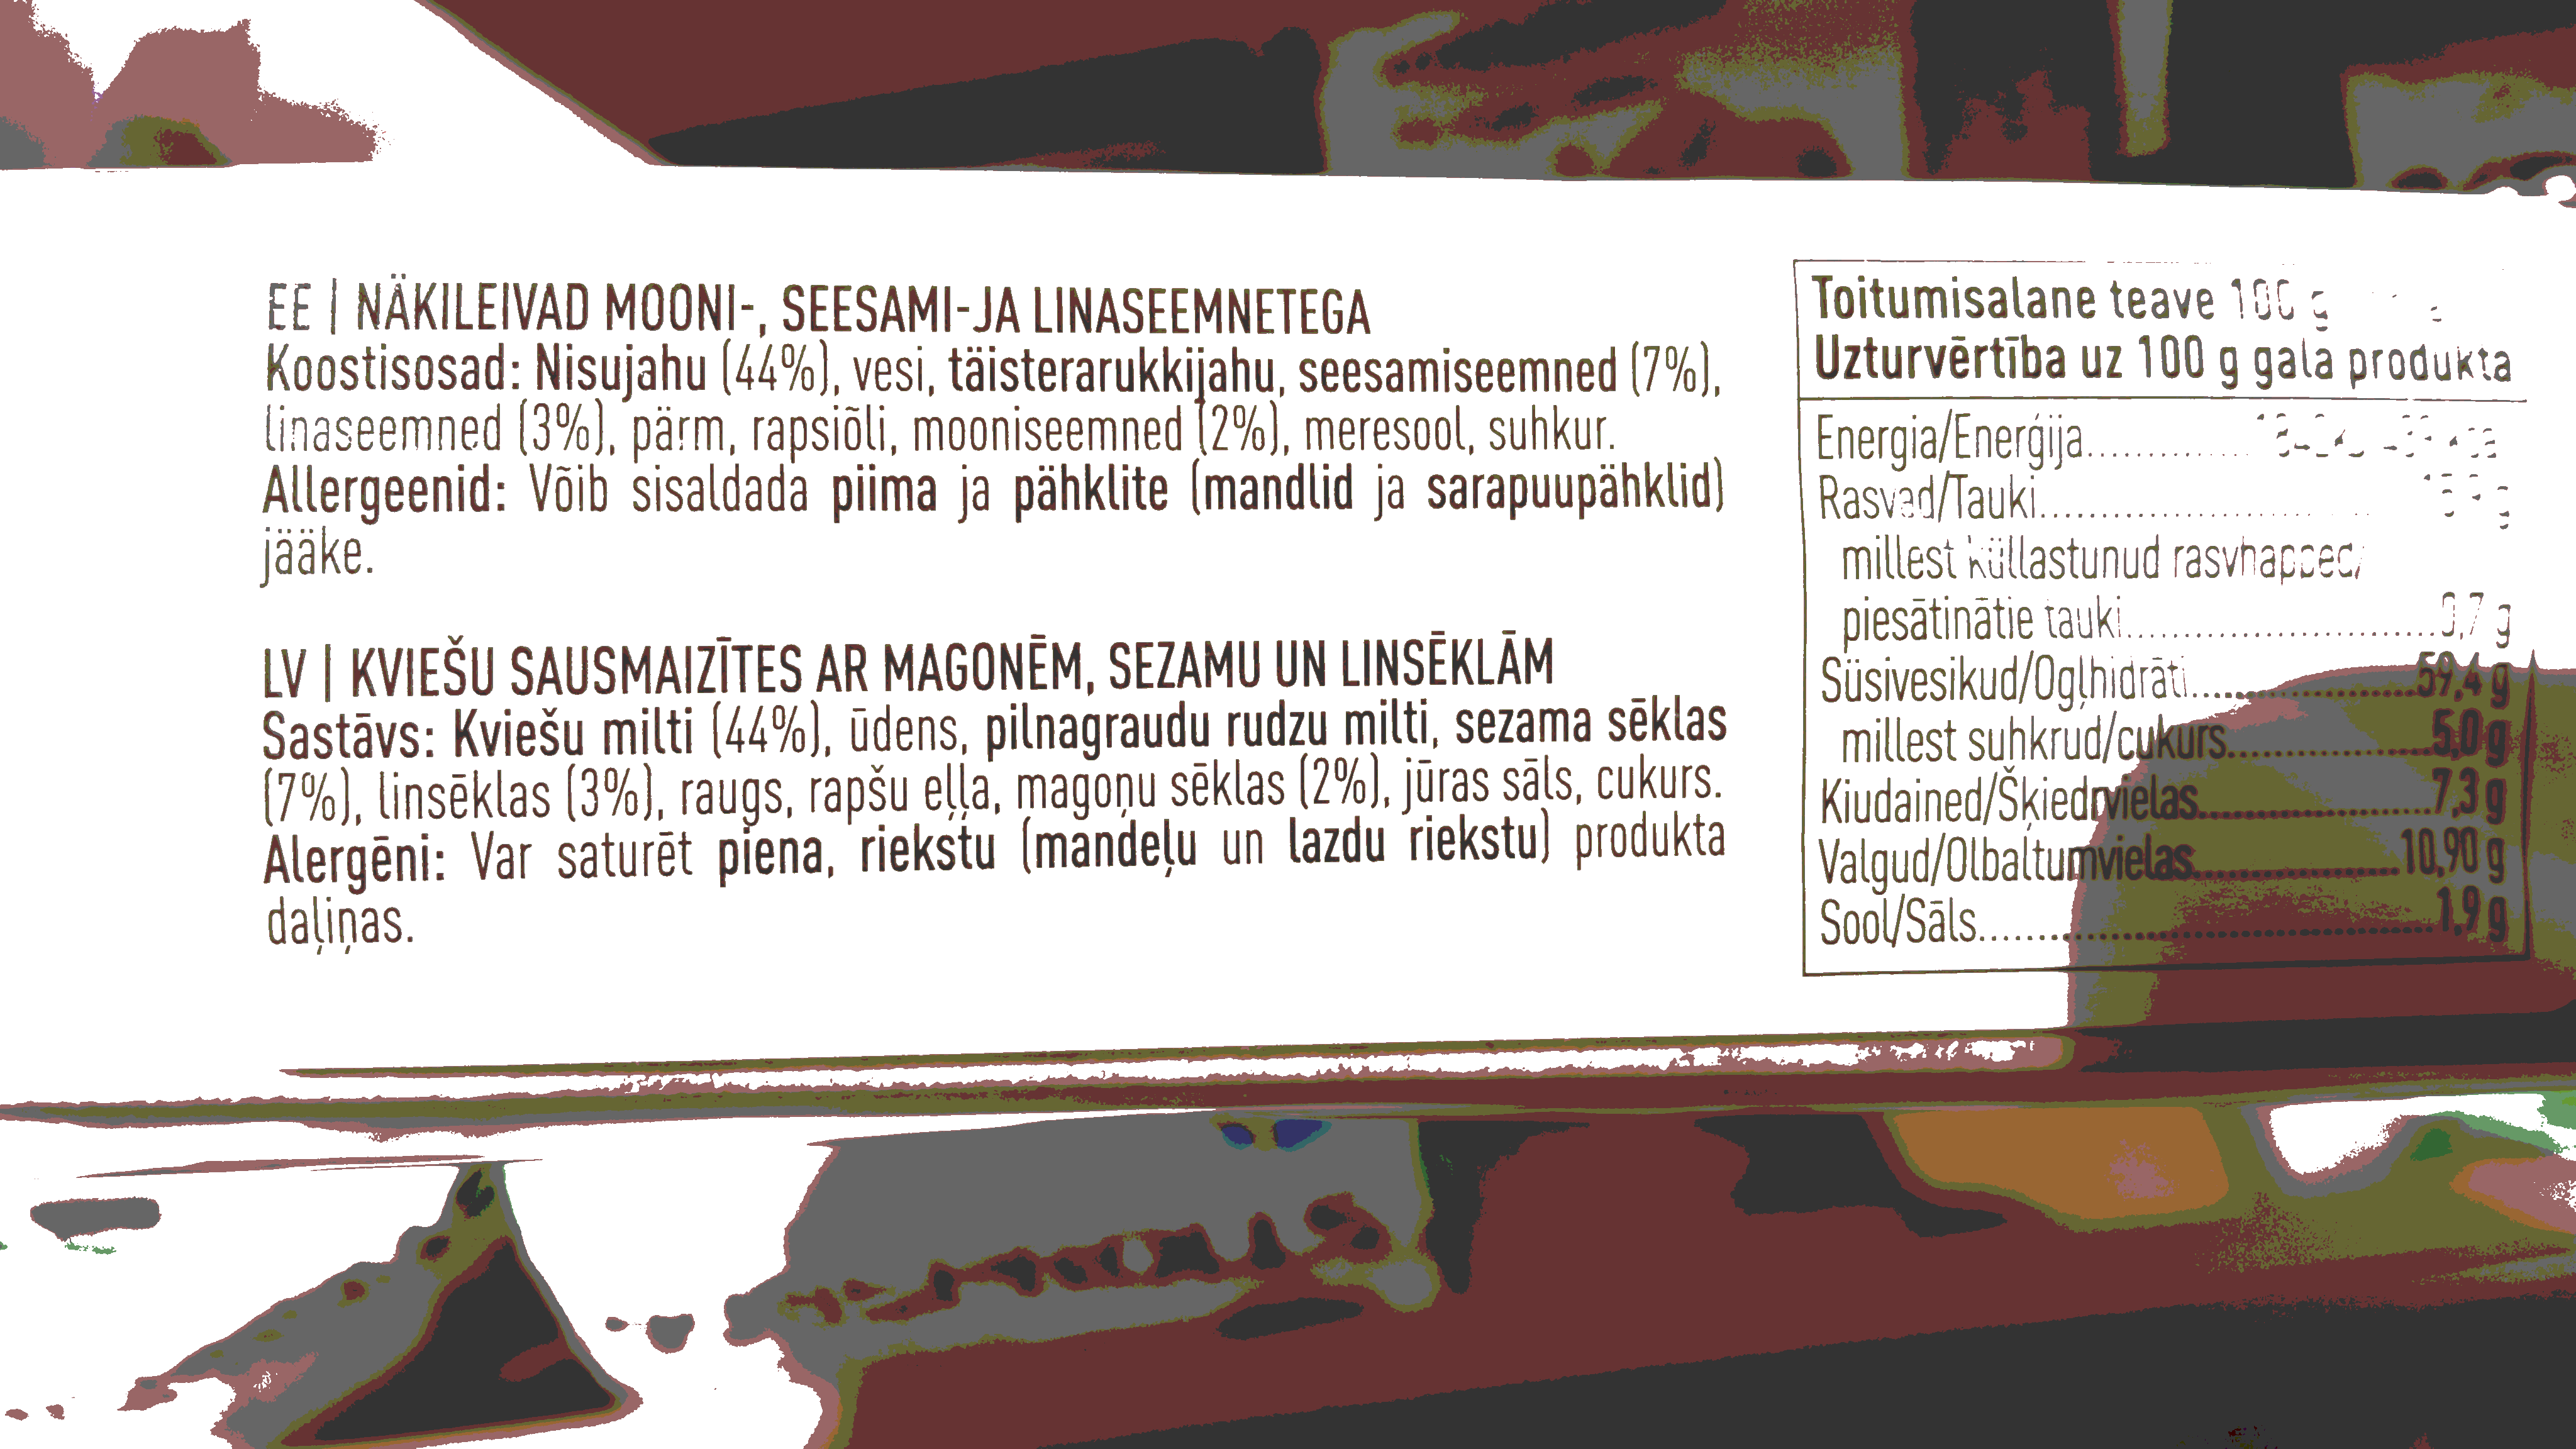 EE | NÄKILEIVAD MOONI-, SEESAMI-JA LINASEEMNETEGA
Koostisosad: Nisujahu (44%), vesi, täisterarukkijahu, seesamiseemned (7%),
linaseemned (3%), pärm, rapsiõli, mooniseemned (2%), meresool, suhkur.
Allergeenid: Võib sisaldada piima ja pähklite (mandlid ja sarapuupähklid)
jääke.
LV | KVIEŠU SAUSMAIZĪTES AR MAGONĒM, SEZAMU UN LINSĒKLĀM
Sastāvs: Kviešu milti (44%), ūdens, pilnagraudu rudzu milti, sezama sēklas
(7%), linsēklas (3%), raugs, rapšu eļļa, magoņu sēklas (2%), jūras sāls, cukurs.
Alergēni: Var saturēt piena, riekstu (mandeļu un lazdu riekstu) produkta
daļiņas.
Toitumisalane teave 100 g
Uzturvērtība uz 100 g gala produkta
Energia/Enerģija
Rasvad/Tauki
millest küllastunud rasvhapped/
piesātinātie tauki 0,7 g
Süsivesikud/Ogļhidrāti 59,4 g
millest suhkrud/cukurs 5,0 g
Kiudained/Šķiedrvielas 7,3 g
Valgud/Olbaltumvielas 10,90 g
Sool/Sāls 1,9 g